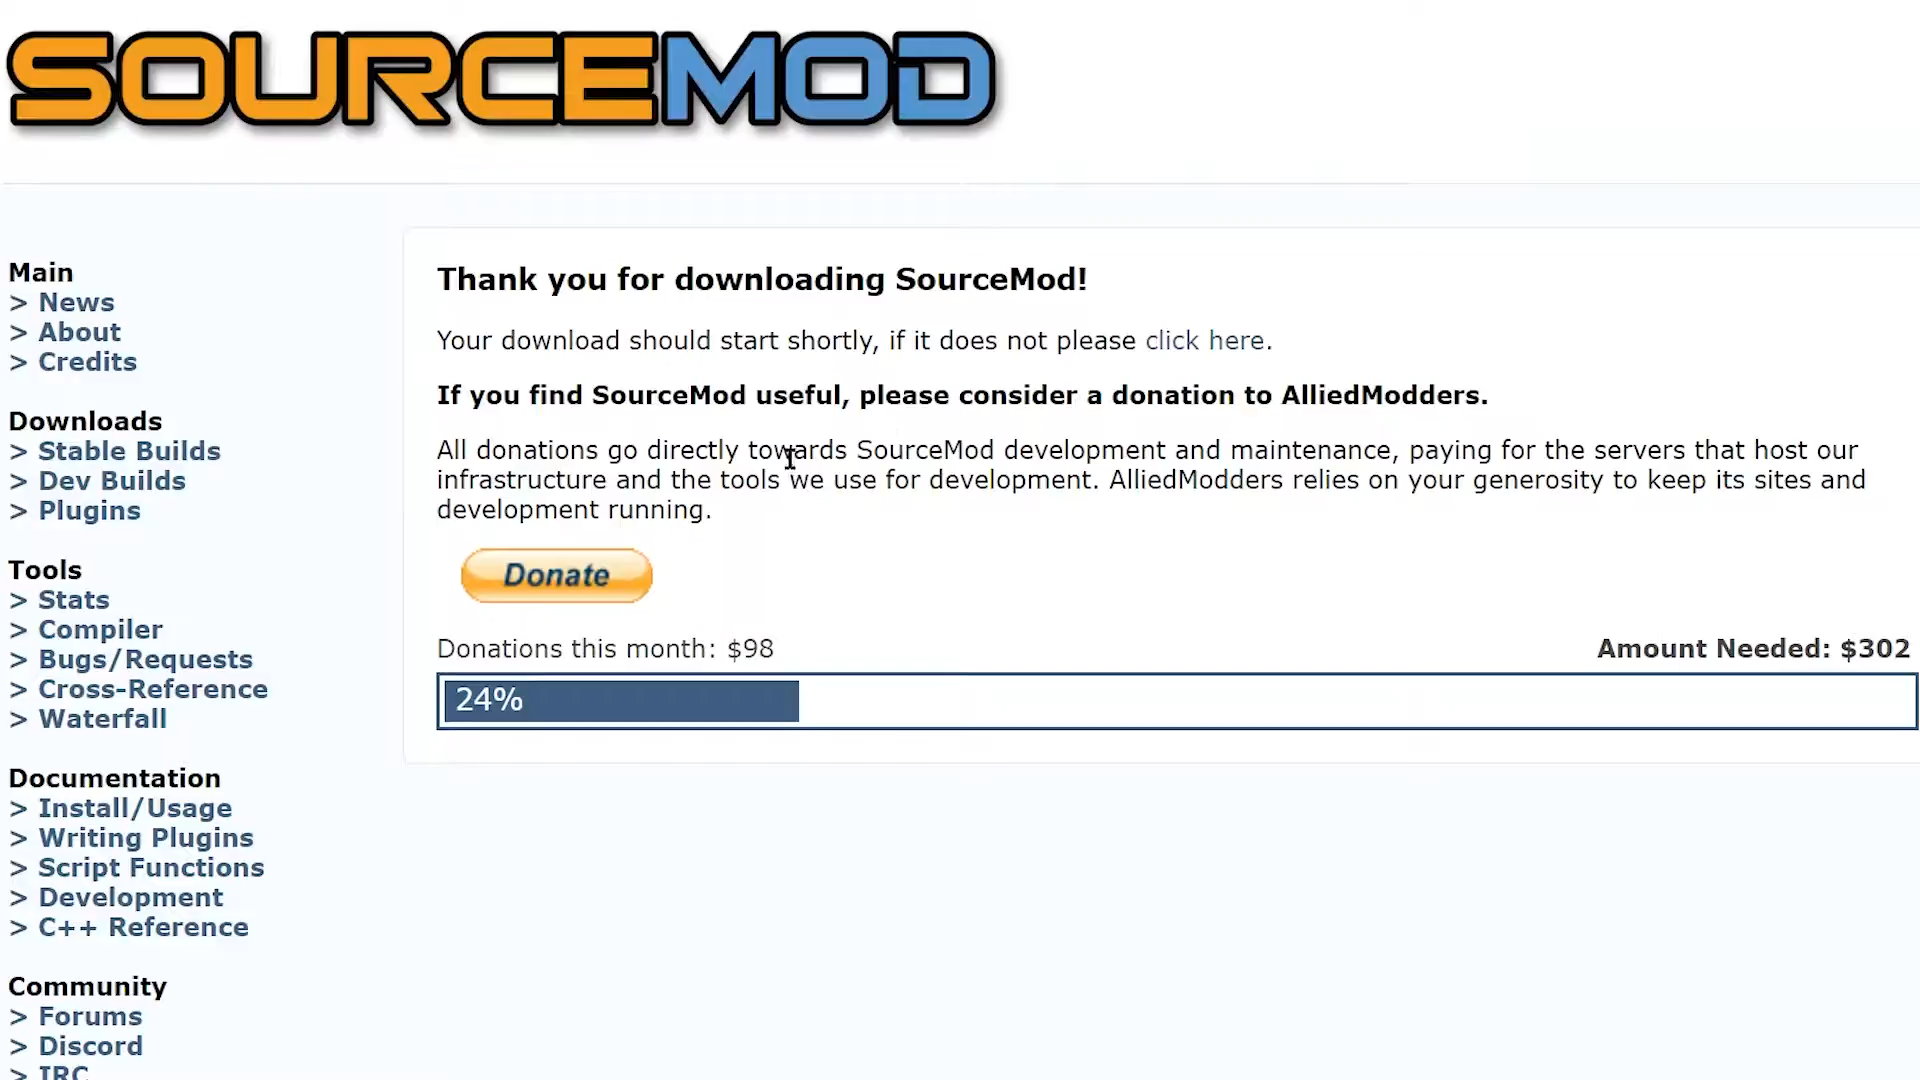 SOURCEMOD
Main
> News
> About
> Credits
Downloads
> Stable Builds
> Dev Builds
> Plugins
Tools
> Stats
> Compiler
> Bugs/Requests
> Cross-Reference
> Waterfall
Documentation
> Install/Usage
> Writing Plugins
> Script Functions
> Development
> C++ Reference
Community
> Forums
> Discord
> IRC
Thank you for downloading SourceMod!
Your download should start shortly, if it does not please click here.
If you find SourceMod useful, please consider a donation to AlliedModders.
All donations go directly towards SourceMod development and maintenance, paying for the servers that host our
infrastructure and the tools we use for development. AlliedModders relies on your generosity to keep its sites and
development running.
Donate
Donations this month: $98
Amount Needed: $302
24%